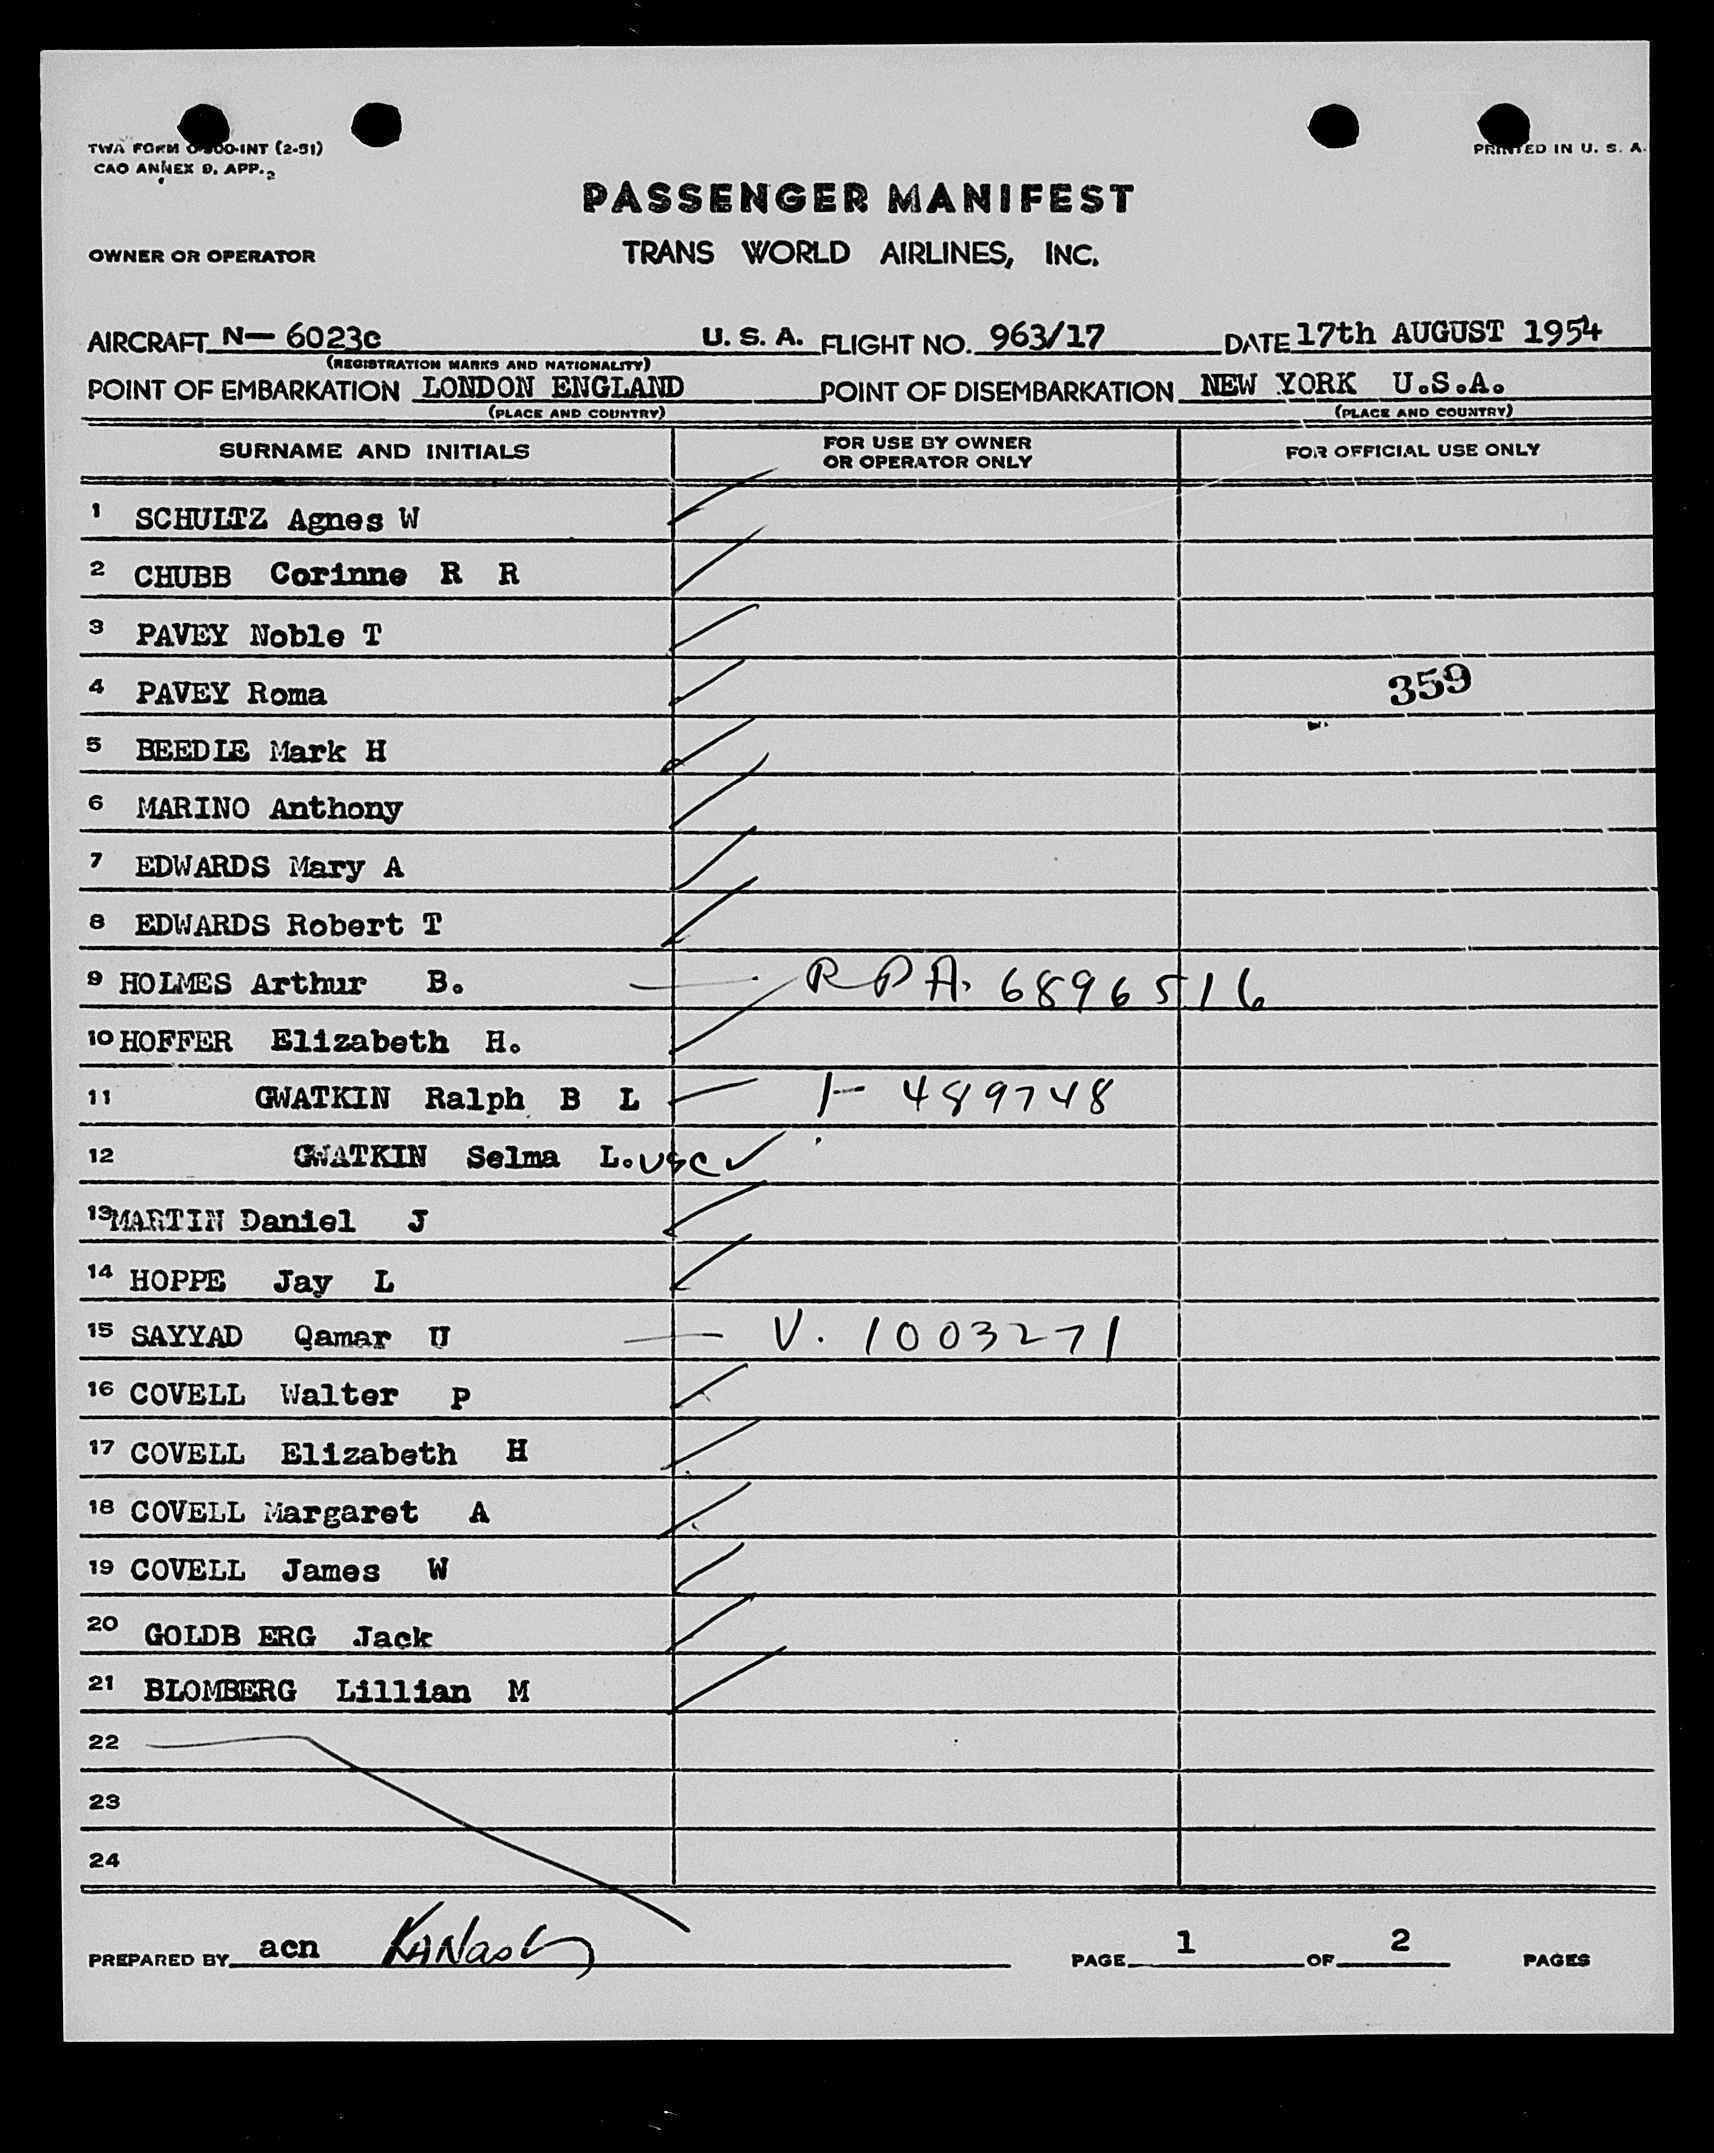 TWA FORM O-300-INT (2-51)
CAO ANNEX 9, APP. 2
PRINTED IN U. S. A.
PASSENGER MANIFEST
OWNER OR OPERATOR TRANS WORLD AIRLINES, INC.
AIRCRAFT N- 6023c U. S. A. FLIGHT NO. 963/17 DATE 17th AUGUST 1954
(REGISTRATION MARKS AND NATIONALITY)
POINT OF EMBARKATION LONDON ENGLAND POINT OF DISEMBARKATION NEW YORK U.S.A.
(PLACE AND COUNTRY) (PLACE AND COUNTRY)
SURNAME AND INITIALS FOR USE BY OWNER OR OPERATOR ONLY FOR OFFICIAL USE ONLY
1 SCHULTZ Agnes W
2 CHUBB Corinne R R
3 PAVEY Noble T
4 PAVEY Roma 359
5 BEEDLE Mark H
6 MARINO Anthony
7 EDWARDS Mary A
8 EDWARDS Robert T
9 HOLMES Arthur B. — RPA. 6896516
10 HOFFER Elizabeth H.
11 GWATKIN Ralph B L — I- 489748
12 GWATKIN Selma L. USC ✓
13 MARTIN Daniel J
14 HOPPE Jay L
15 SAYYAD Qamar U — V. 1003271
16 COVELL Walter P
17 COVELL Elizabeth H
18 COVELL Margaret A
19 COVELL James W
20 GOLDB ERG Jack
21 BLOMBERG Lillian M
22
23
24
PREPARED BY acn PAGE 1 OF 2 PAGES